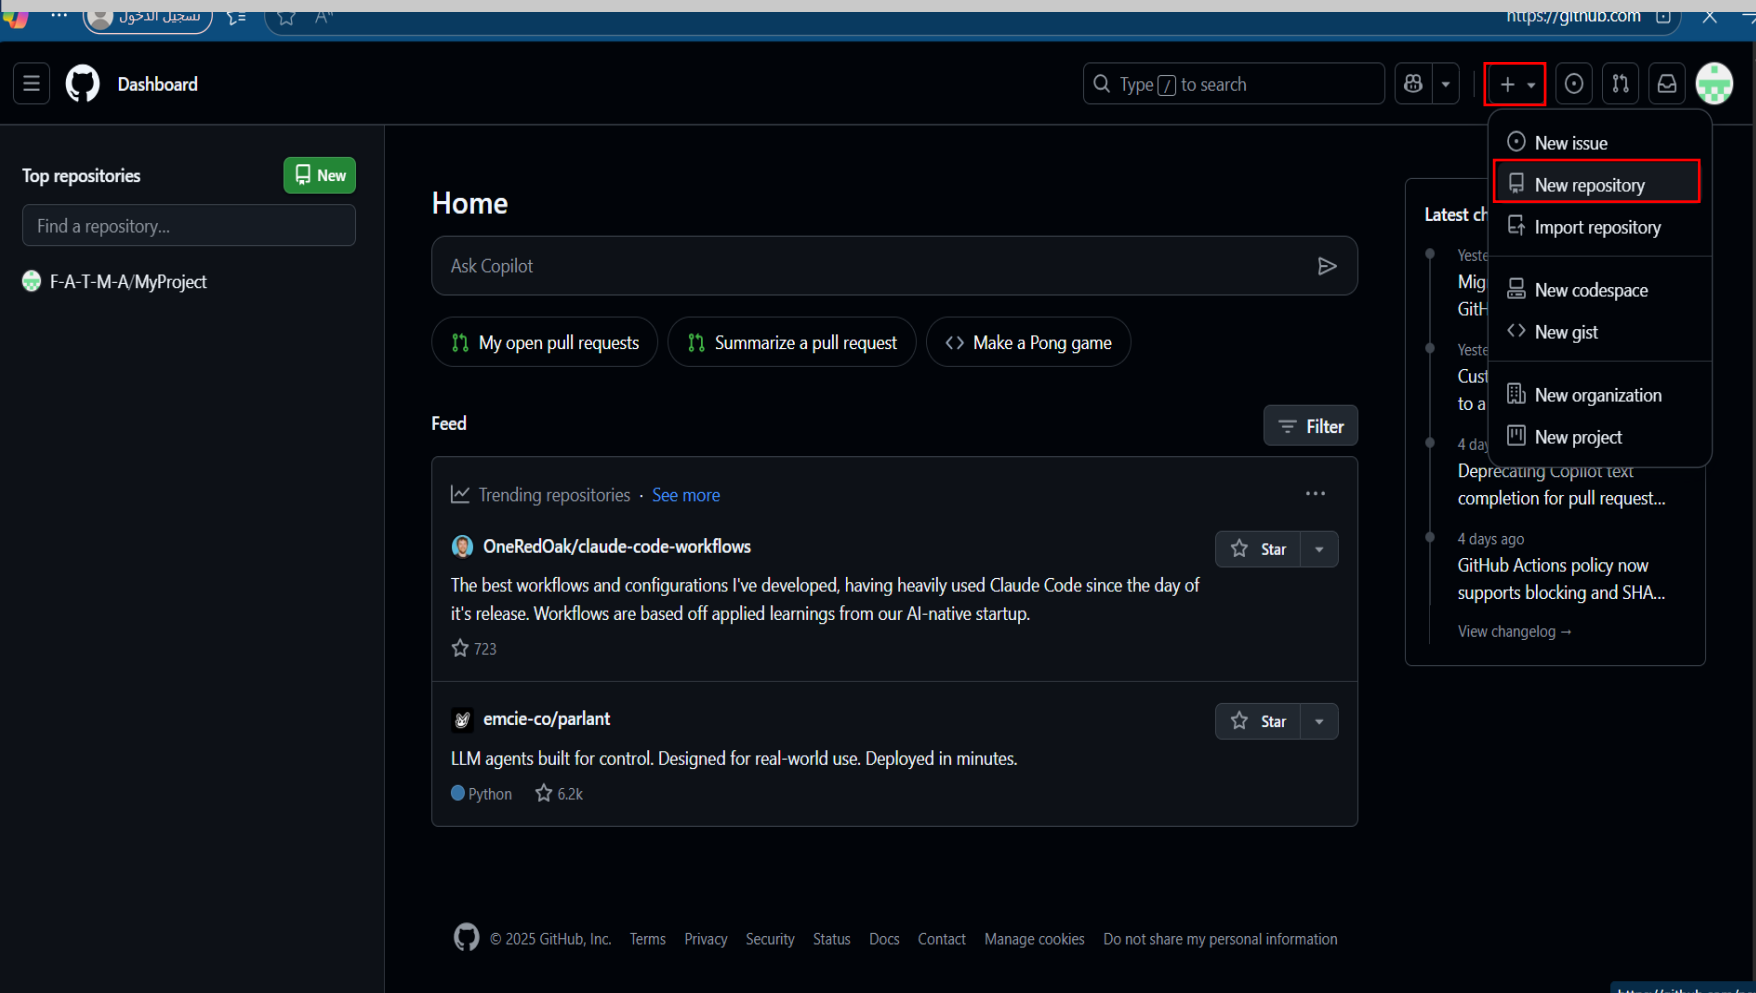 تسجيل الدخول
https://github.com
Dashboard
Type / to search
Top repositories
New
Find a repository...
F-A-T-M-A/MyProject
Home
Ask Copilot
My open pull requests
Summarize a pull request
Make a Pong game
Feed
Filter
Trending repositories · See more
OneRedOak/claude-code-workflows
Star
The best workflows and configurations I've developed, having heavily used Claude Code since the day of
it's release. Workflows are based off applied learnings from our AI-native startup.
723
emcie-co/parlant
Star
LLM agents built for control. Designed for real-world use. Deployed in minutes.
Python
6.2k
New issue
New repository
Import repository
New codespace
New gist
New organization
New project
Latest ch
Yeste
Mig
GitH
Yeste
Cust
to a
4 day
Deprecating Copilot text
completion for pull request...
4 days ago
GitHub Actions policy now
supports blocking and SHA...
View changelog →
© 2025 GitHub, Inc.
Terms
Privacy
Security
Status
Docs
Contact
Manage cookies
Do not share my personal information